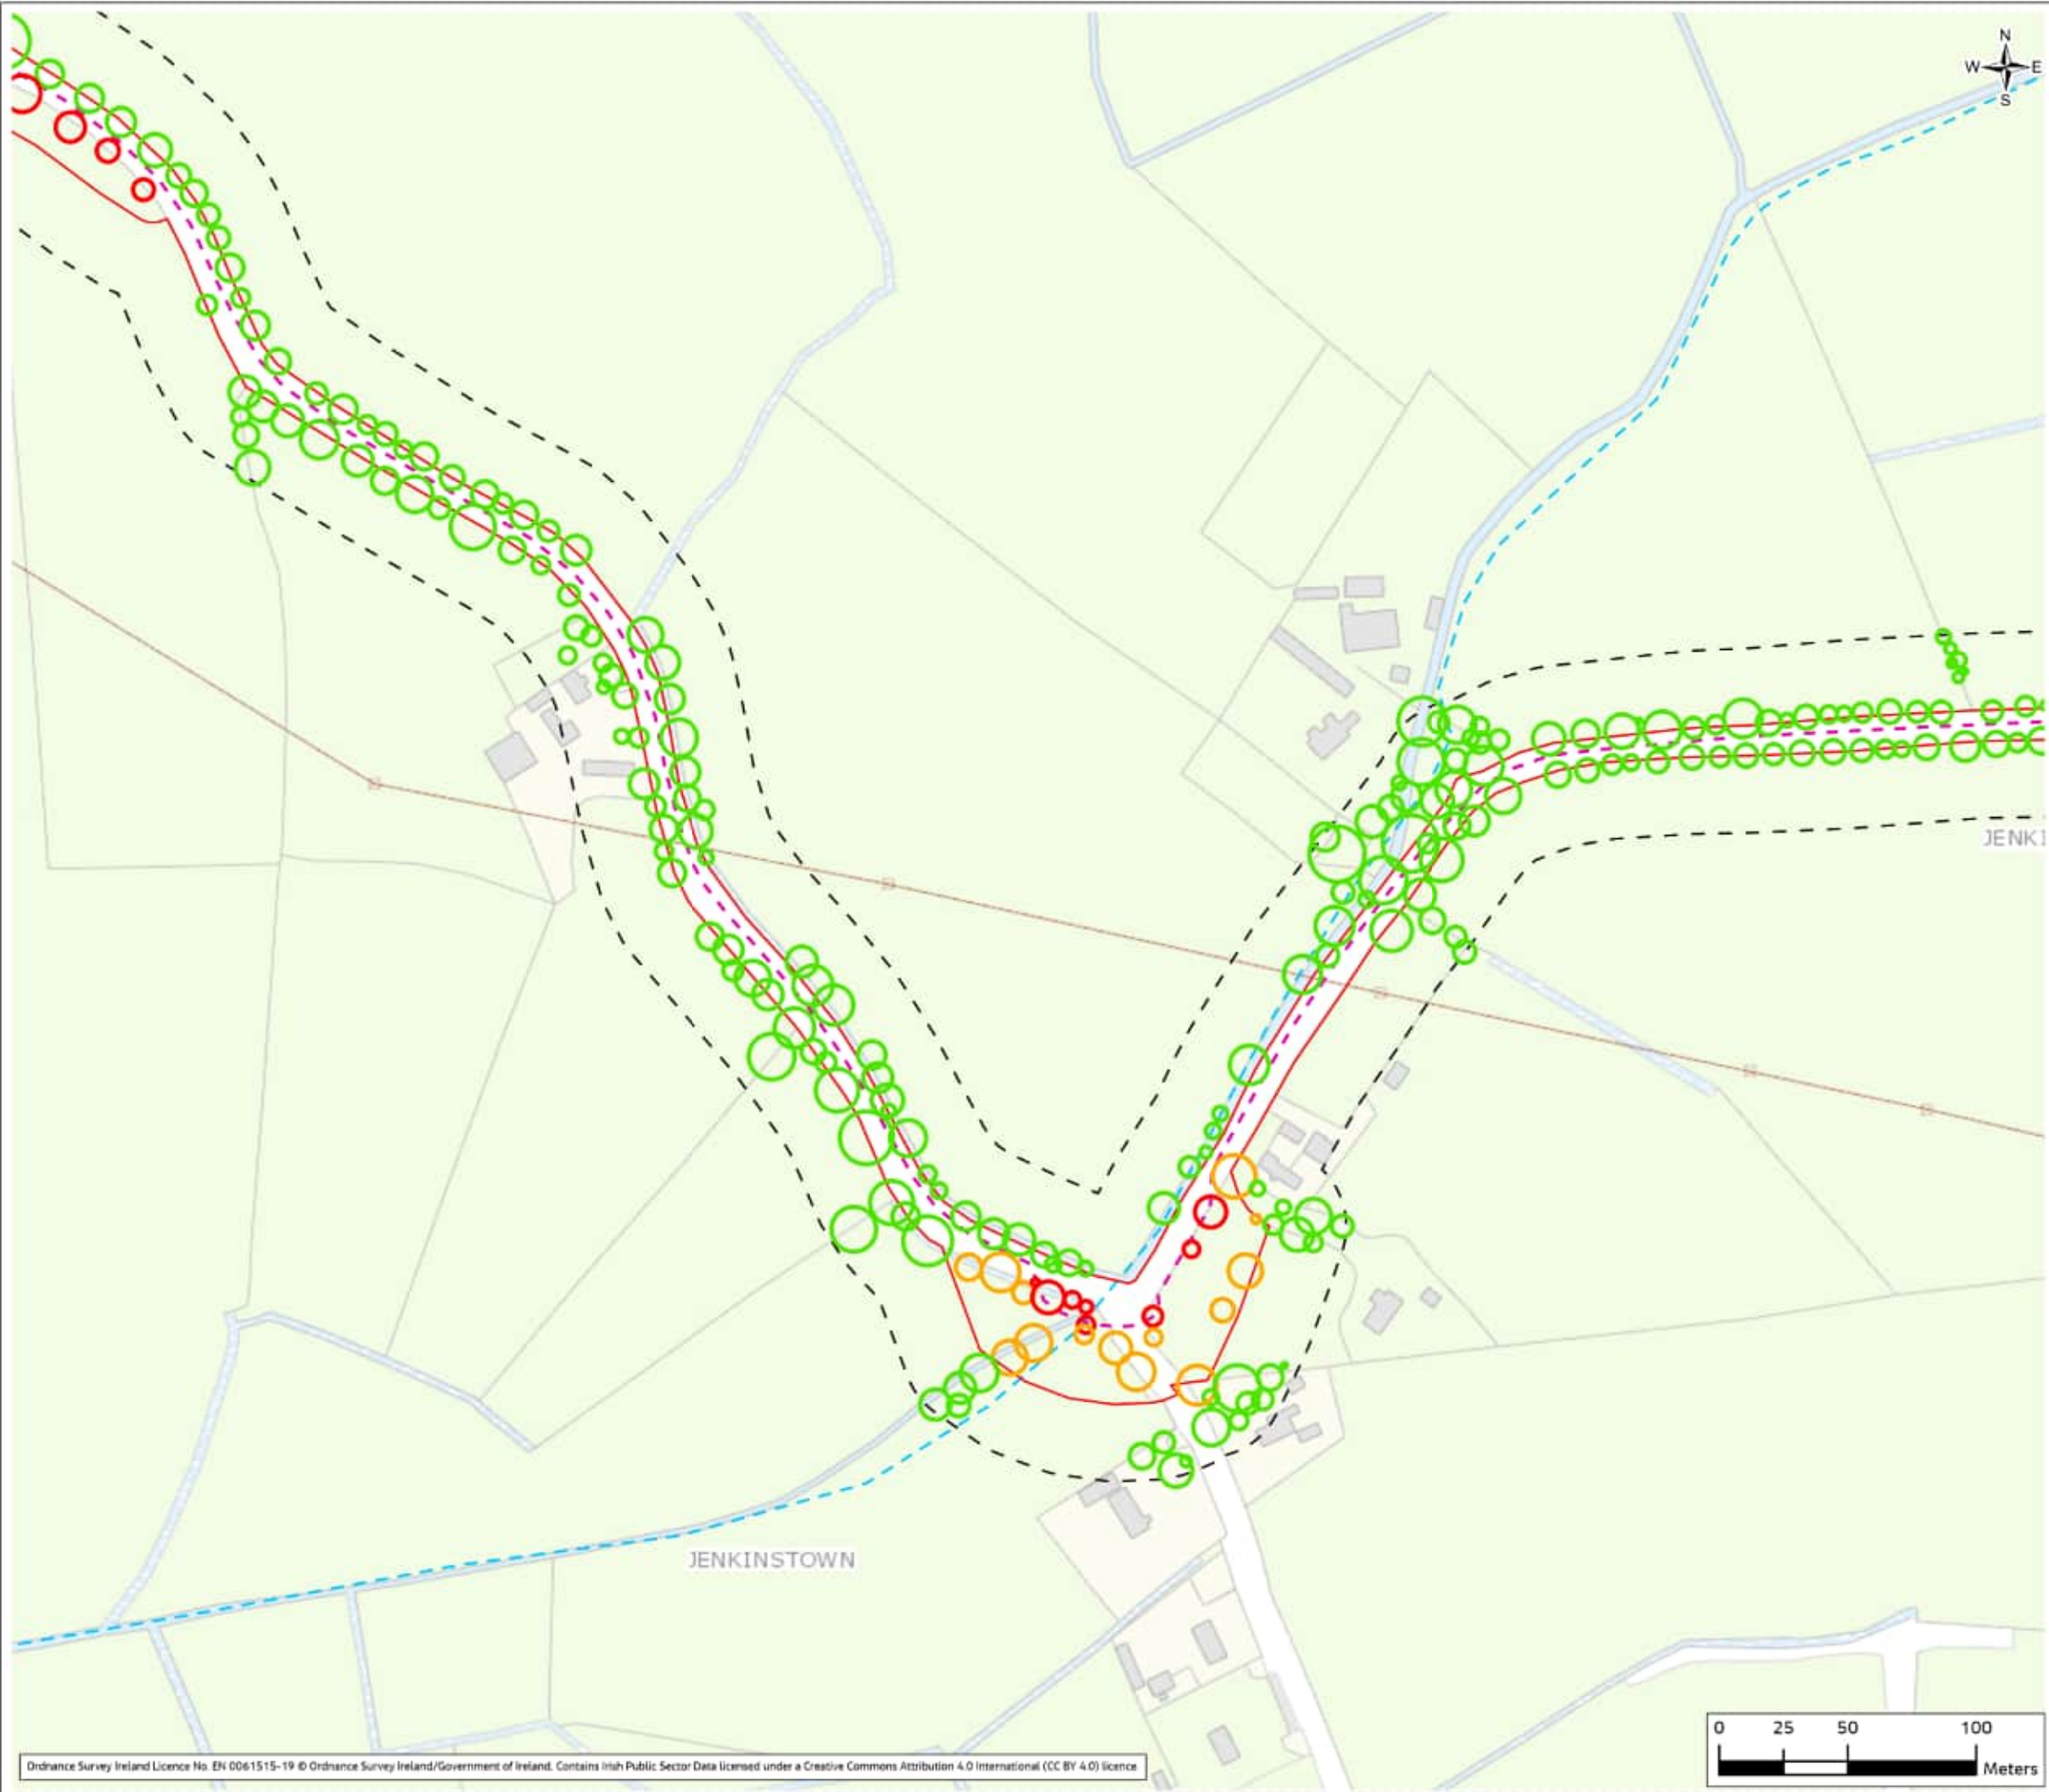 N
W E
S
JENKI
JENKINSTOWN
0 25 50 100
Meters
Ordnance Survey Ireland Licence No. EN 0061515-19 © Ordnance Survey Ireland/Government of Ireland. Contains Irish Public Sector Data licensed under a Creative Commons Attribution 4.0 International (CC BY 4.0) licence